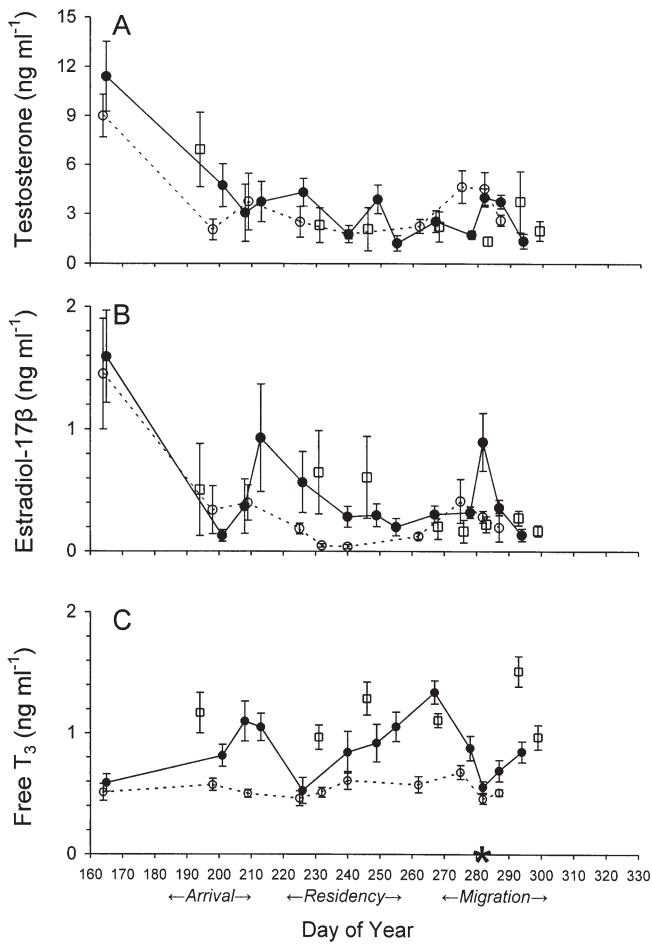 A
Testosterone (ng ml⁻¹)
15
12
9
6
3
0
B
Estradiol-17β (ng ml⁻¹)
2
1
0
C
Free T₃ (ng ml⁻¹)
2
1
0
*
160 170 180 190 200 210 220 230 240 250 260 270 280 290 300 310 320 330
←Arrival→ ←Residency→ ←Migration→
Day of Year